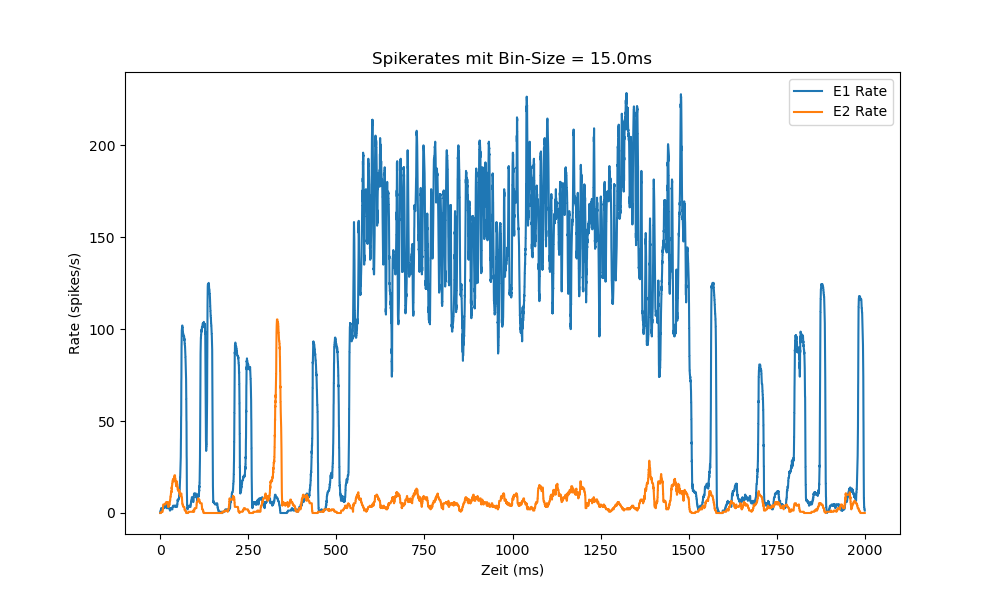 Spikerates mit Bin-Size = 15.0ms
E1 Rate
E2 Rate
200
150
100
50
0
Rate (spikes/s)
0 250 500 750 1000 1250 1500 1750 2000
Zeit (ms)